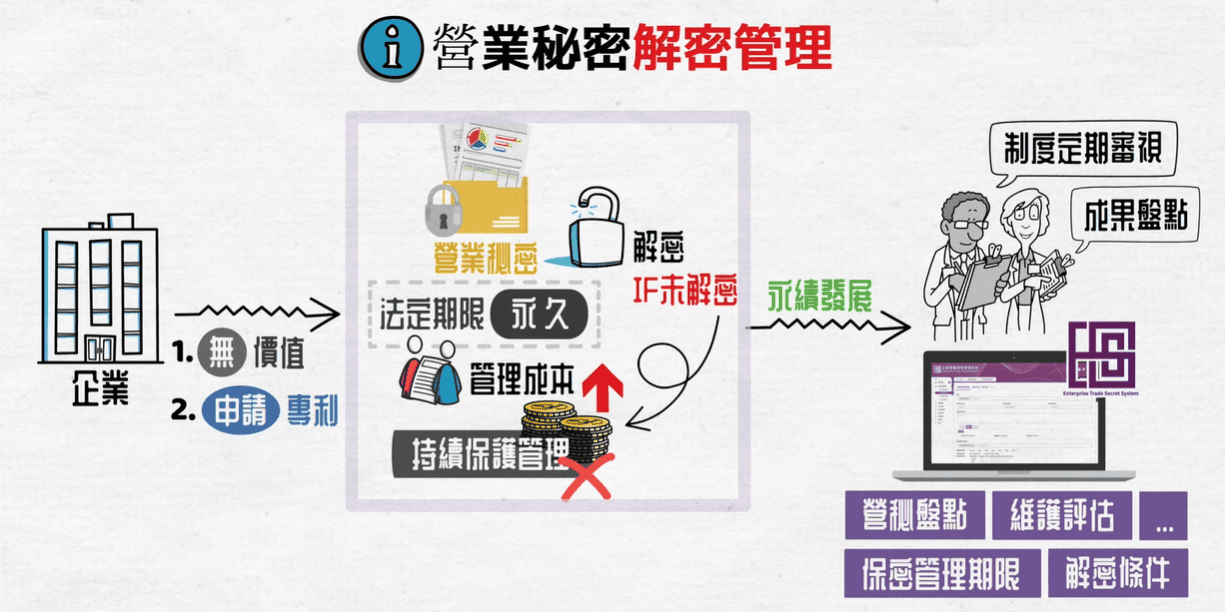 營業秘密解密管理
企業
1. 無 價值
2. 申請 專利
營業秘密
解密
IF未解密
法定期限 永久
管理成本
持續保護管理
永續發展
制度定期審視
成果盤點
Enterprise Trade Secret System
營秘盤點
維護評估
...
保密管理期限
解密條件